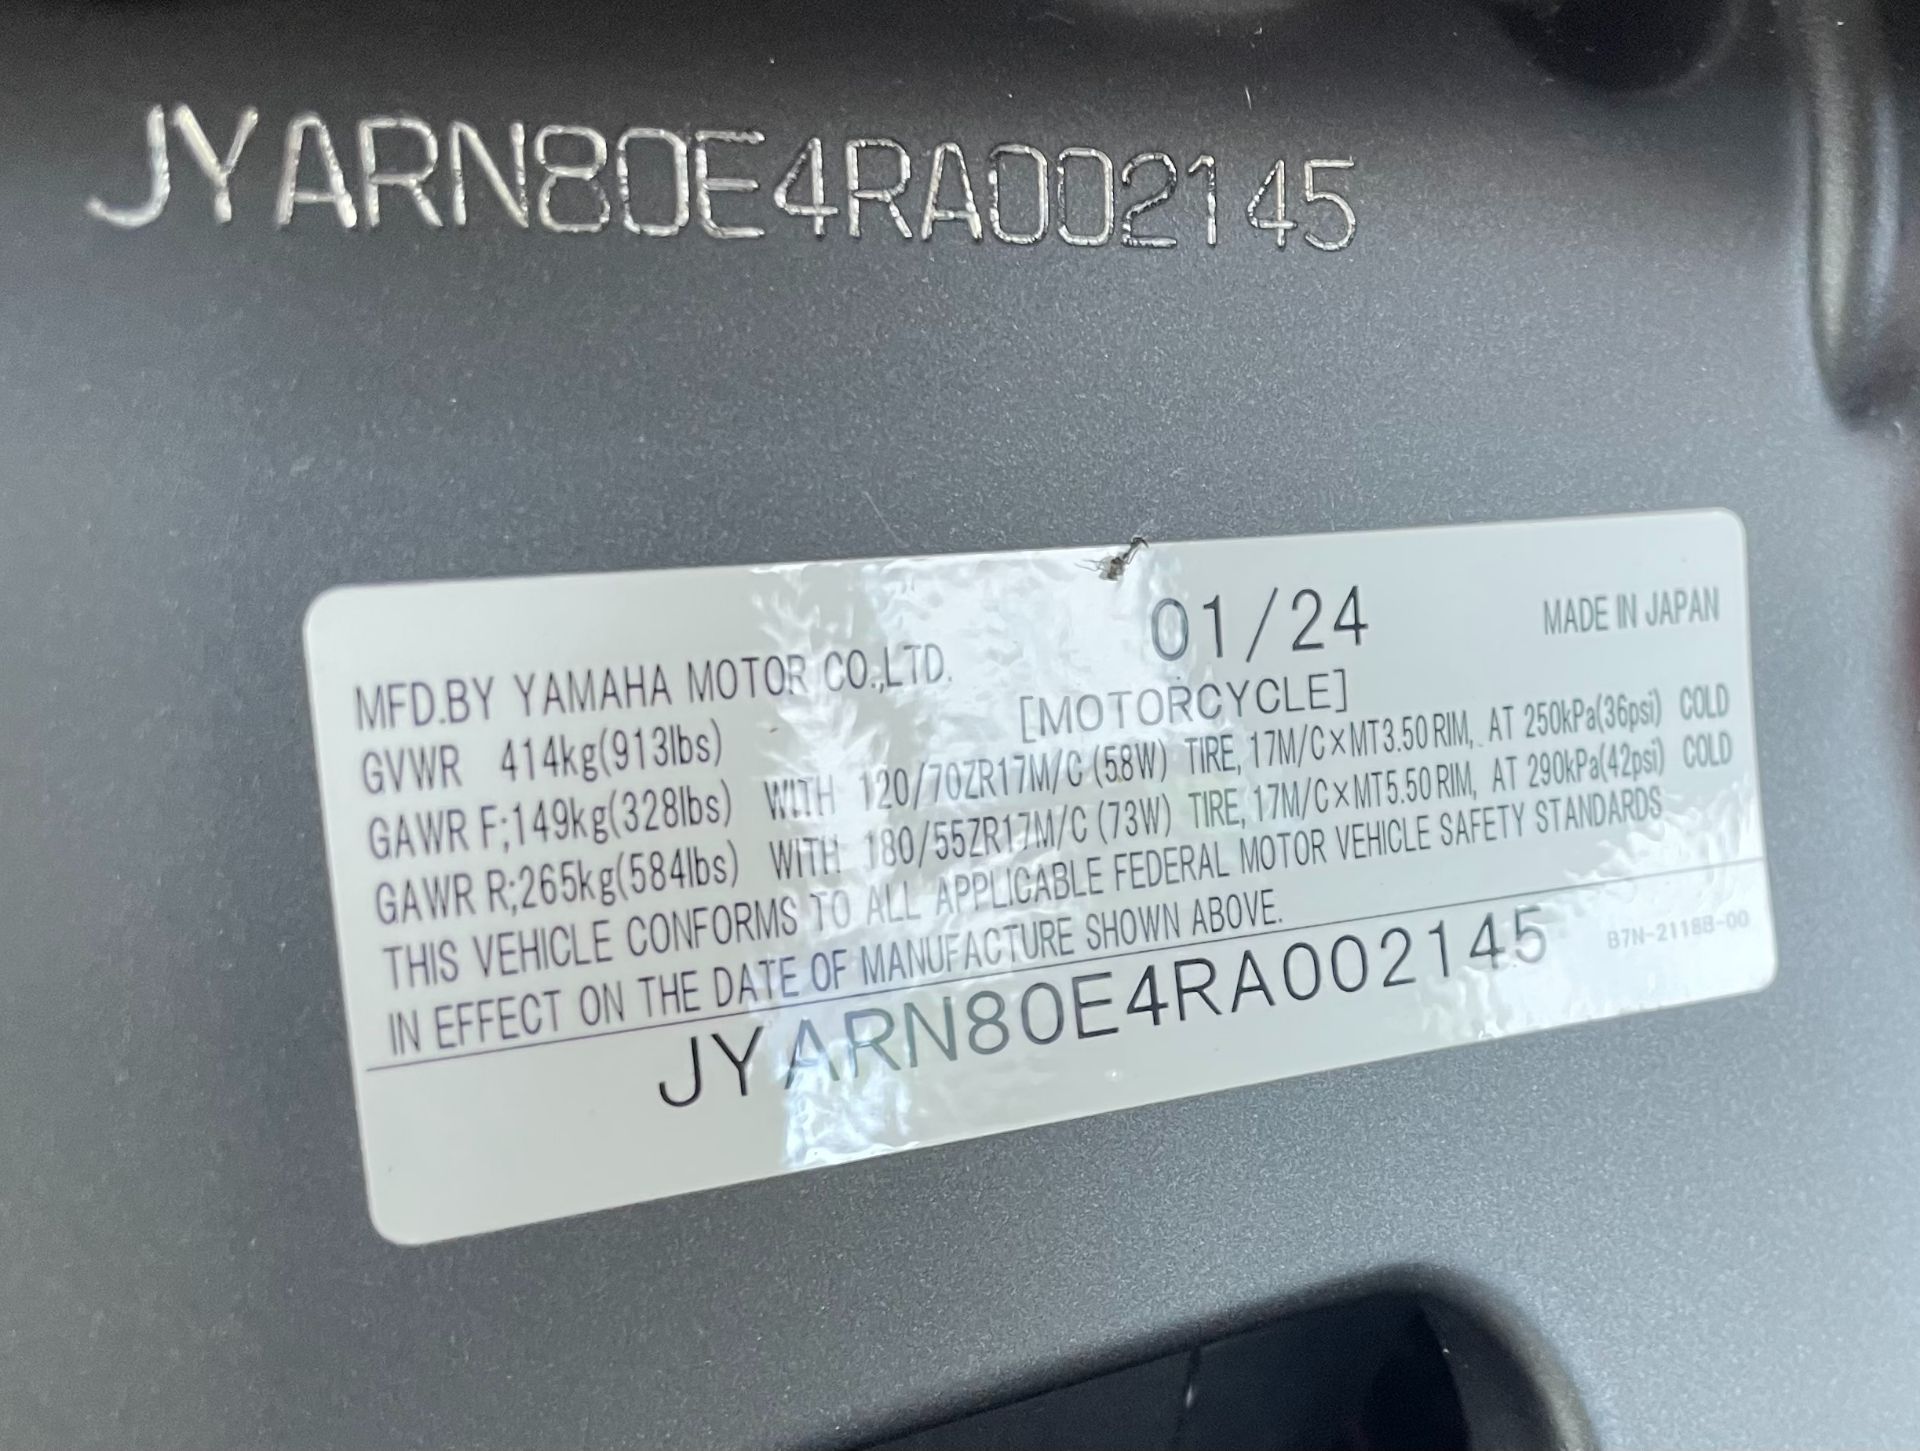 JYARN80E4RA002145
01/24
MADE IN JAPAN
MFD.BY YAMAHA MOTOR CO.,LTD.
[MOTORCYCLE]
GVWR 414kg(913lbs)
GAWR F;149kg(328lbs) WITH 120/70ZR17M/C (58W) TIRE, 17M/C×MT3.50 RIM, AT 250kPa(36psi) COLD
GAWR R;265kg(584lbs) WITH 180/55ZR17M/C (73W) TIRE, 17M/C×MT5.50 RIM, AT 290kPa(42psi) COLD
THIS VEHICLE CONFORMS TO ALL APPLICABLE FEDERAL MOTOR VEHICLE SAFETY STANDARDS
IN EFFECT ON THE DATE OF MANUFACTURE SHOWN ABOVE.
JYARN80E4RA002145
B7N-2118B-00